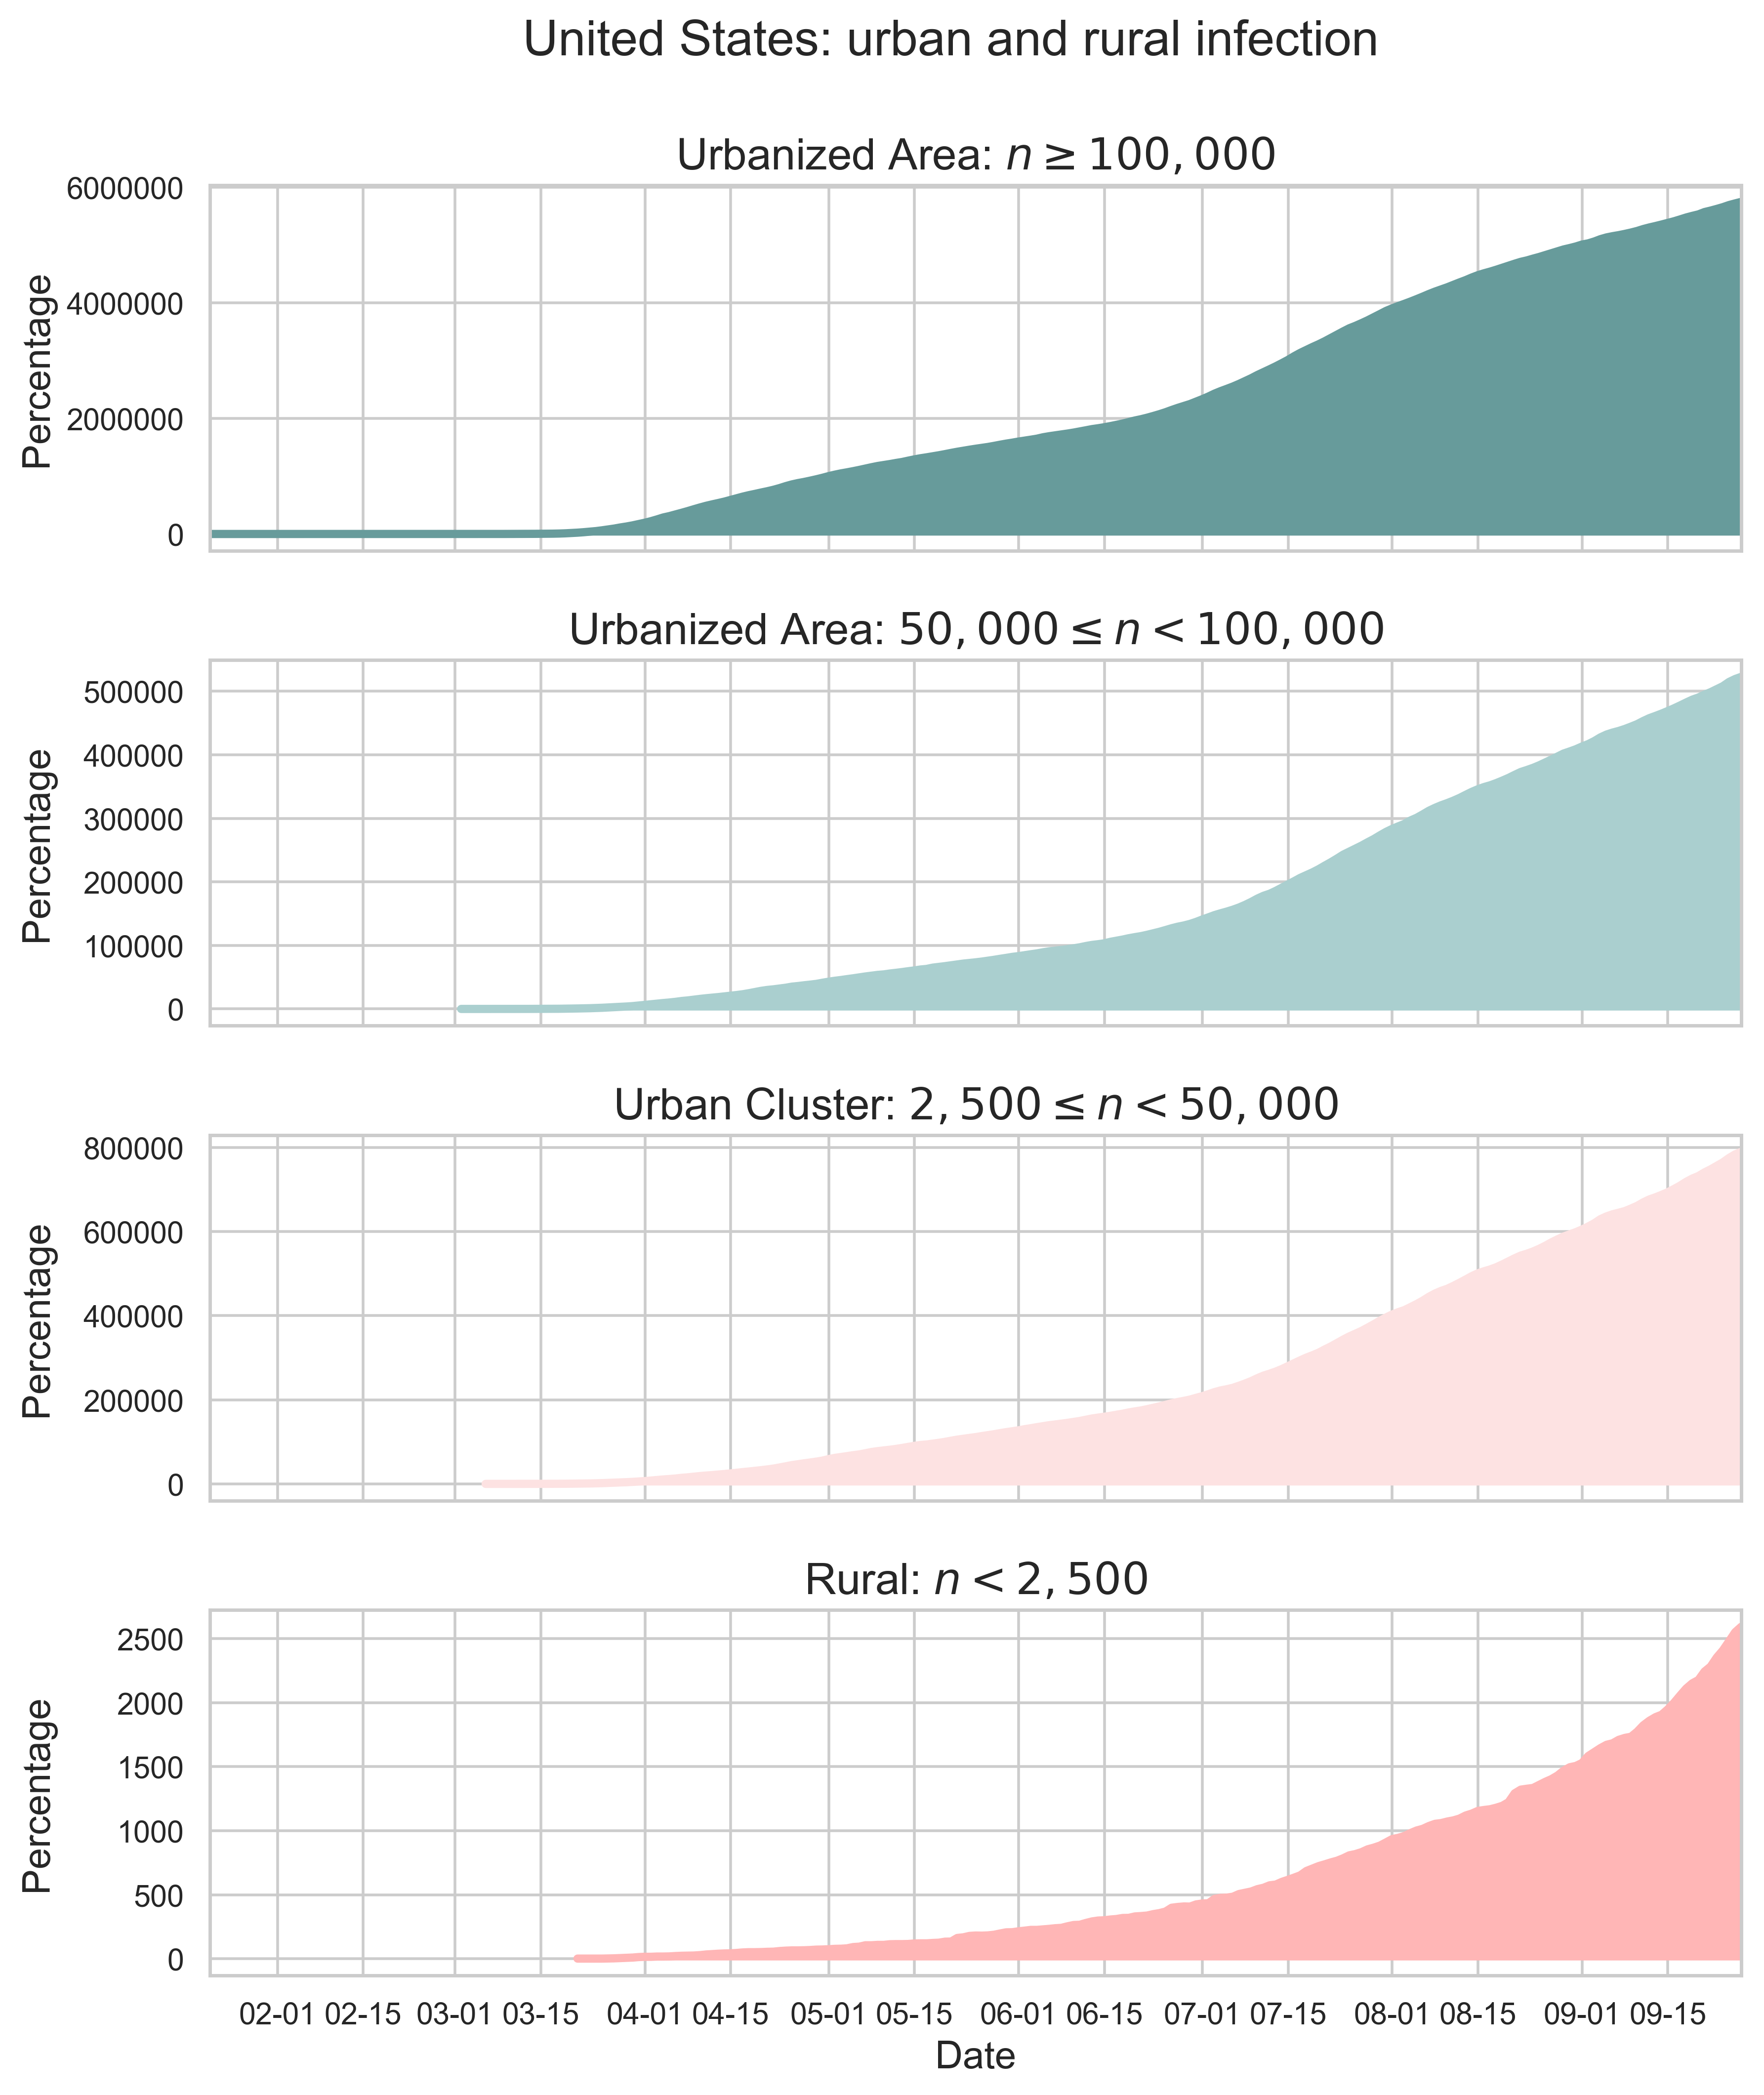 United States: urban and rural infection
Urbanized Area: n ≥ 100,000
Percentage
6000000
4000000
2000000
0
Urbanized Area: 50,000 ≤ n < 100,000
Percentage
500000
400000
300000
200000
100000
0
Urban Cluster: 2,500 ≤ n < 50,000
Percentage
800000
600000
400000
200000
0
Rural: n < 2,500
Percentage
2500
2000
1500
1000
500
0
02-01 02-15 03-01 03-15 04-01 04-15 05-01 05-15 06-01 06-15 07-01 07-15 08-01 08-15 09-01 09-15
Date